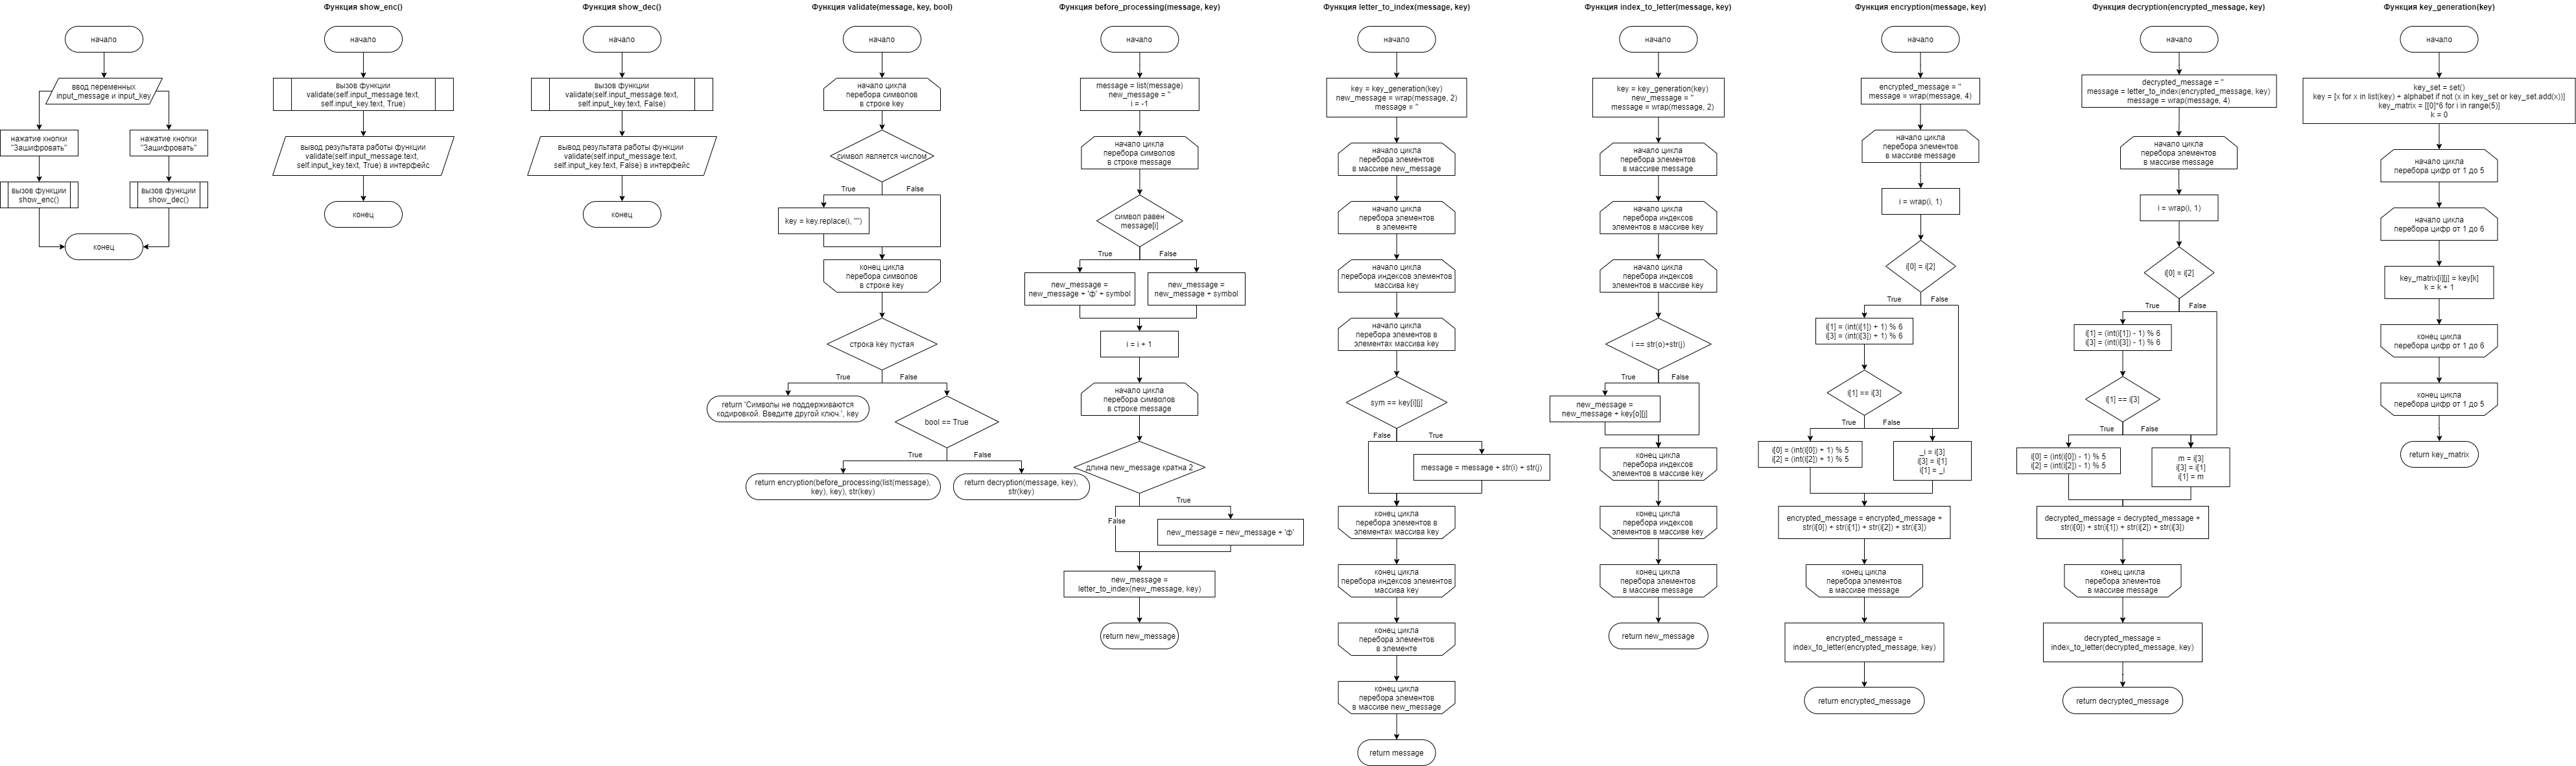 начало
ввод переменных
input_message и input_key
нажатие кнопки
"Зашифровать"
нажатие кнопки
"Зашифровать"
вызов функции
show_enc()
вызов функции
show_dec()
конец
Функция show_enc()
начало
вызов функции
validate(self.input_message.text,
self.input_key.text, True)
вывод результата работы функции
validate(self.input_message.text,
self.input_key.text, True) в интерфейс
конец
Функция show_dec()
начало
вызов функции
validate(self.input_message.text,
self.input_key.text, False)
вывод результата работы функции
validate(self.input_message.text,
self.input_key.text, False) в интерфейс
конец
Функция validate(message, key, bool)
начало
начало цикла
перебора символов
в строке key
символ является числом
True
False
key = key.replace(i, "")
конец цикла
перебора символов
в строке key
строка key пустая
True
False
return 'Символы не поддерживаются
кодировкой. Введите другой ключ.', key
bool == True
True
False
return encryption(before_processing(list(message),
key), key), str(key)
return decryption(message, key),
str(key)
Функция before_processing(message, key)
начало
message = list(message)
new_message = ''
i = -1
начало цикла
перебора символов
в строке message
символ равен
message[i]
True
False
new_message =
new_message + 'ф' + symbol
new_message =
new_message + symbol
i = i + 1
начало цикла
перебора символов
в строке message
длина new_message кратна 2
True
False
new_message = new_message + 'ф'
new_message =
letter_to_index(new_message, key)
return new_message
Функция letter_to_index(message, key)
начало
key = key_generation(key)
new_message = wrap(message, 2)
message = ''
начало цикла
перебора элементов
в массиве new_message
начало цикла
перебора элементы
в элементе
начало цикла
перебора индексов элементов
массива key
начало цикла
перебора элементов в
элементах массива key
sym == key[i][j]
False
True
message = message + str(i) + str(j)
конец цикла
перебора элементов в
элементах массива key
конец цикла
перебора индексов элементов
массива key
конец цикла
перебора элементы
в элементе
конец цикла
перебора элементов
в массиве new_message
return message
Функция index_to_letter(message, key)
начало
key = key_generation(key)
new_message = ''
message = wrap(message, 2)
начало цикла
перебора элементов
в массиве message
начало цикла
перебора индексов
элементов в массиве key
начало цикла
перебора индексов
элементов в массиве key
i == str(o)+str(j)
True
False
new_message =
new_message + key[o][j]
конец цикла
перебора индексов
элементов в массиве key
конец цикла
перебора индексов
элементов в массиве key
конец цикла
перебора элементов
в массиве message
return new_message
Функция encryption(message, key)
начало
encrypted_message = ''
message = wrap(message, 4)
начало цикла
перебора элементов
в массиве message
i = wrap(i, 1)
i[0] = i[2]
True
False
i[1] = (int(i[1]) + 1) % 6
i[3] = (int(i[3]) + 1) % 6
i[1] == i[3]
True
False
i[0] = (int(i[0]) + 1) % 5
i[2] = (int(i[2]) + 1) % 5
_i = i[3]
i[3] = i[1]
i[1] = _i
encrypted_message = encrypted_message +
str(i[0]) + str(i[1]) + str(i[2]) + str(i[3])
конец цикла
перебора элементов
в массиве message
encrypted_message =
index_to_letter(encrypted_message, key)
return encrypted_message
Функция decryption(encrypted_message, key)
начало
decrypted_message = ''
message = letter_to_index(encrypted_message, key)
message = wrap(message, 4)
начало цикла
перебора элементов
в массиве message
i = wrap(i, 1)
i[0] = i[2]
True
False
i[1] = (int(i[1]) - 1) % 6
i[3] = (int(i[3]) - 1) % 6
i[1] == i[3]
True
False
i[0] = (int(i[0]) - 1) % 5
i[2] = (int(i[2]) - 1) % 5
m = i[3]
i[3] = i[1]
i[1] = m
decrypted_message = decrypted_message +
str(i[0]) + str(i[1]) + str(i[2]) + str(i[3])
конец цикла
перебора элементов
в массиве message
decrypted_message =
index_to_letter(decrypted_message, key)
return decrypted_message
Функция key_generation(key)
начало
key_set = set()
key = [x for x in list(key) + alphabet if not (x in key_set or key_set.add(x))]
key_matrix = [[0]*6 for i in range(5)]
k = 0
начало цикла
перебора цифр от 1 до 5
начало цикла
перебора цифр от 1 до 6
key_matrix[i][j] = key[k]
k = k + 1
конец цикла
перебора цифр от 1 до 6
конец цикла
перебора цифр от 1 до 5
return key_matrix